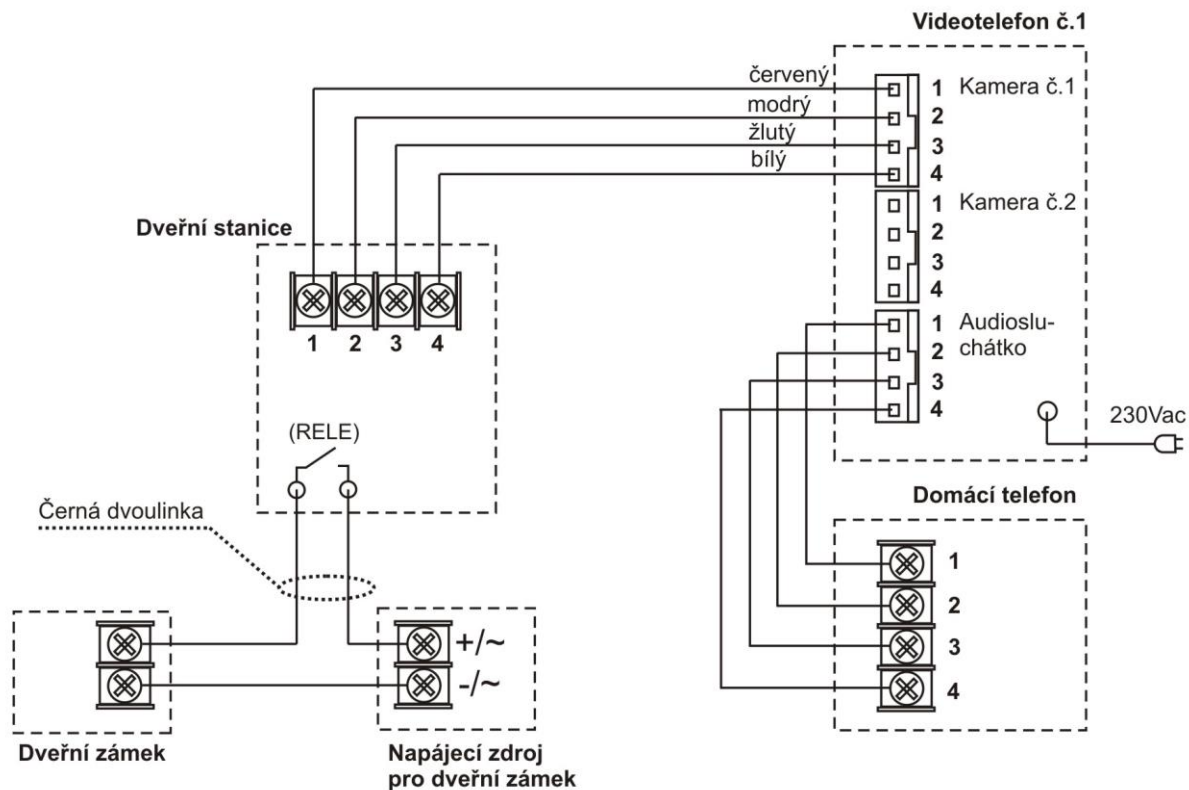 Videotelefon č.1
červený
modrý
žlutý
bílý
1 Kamera č.1
2
3
4
1 Kamera č.2
2
3
4
1 Audioslu-
2 chátko
3
4
230Vac
Dveřní stanice
1 2 3 4
(RELE)
Černá dvoulinka
Domácí telefon
1
2
3
4
+/~
-/~
Dveřní zámek
Napájecí zdroj
pro dveřní zámek